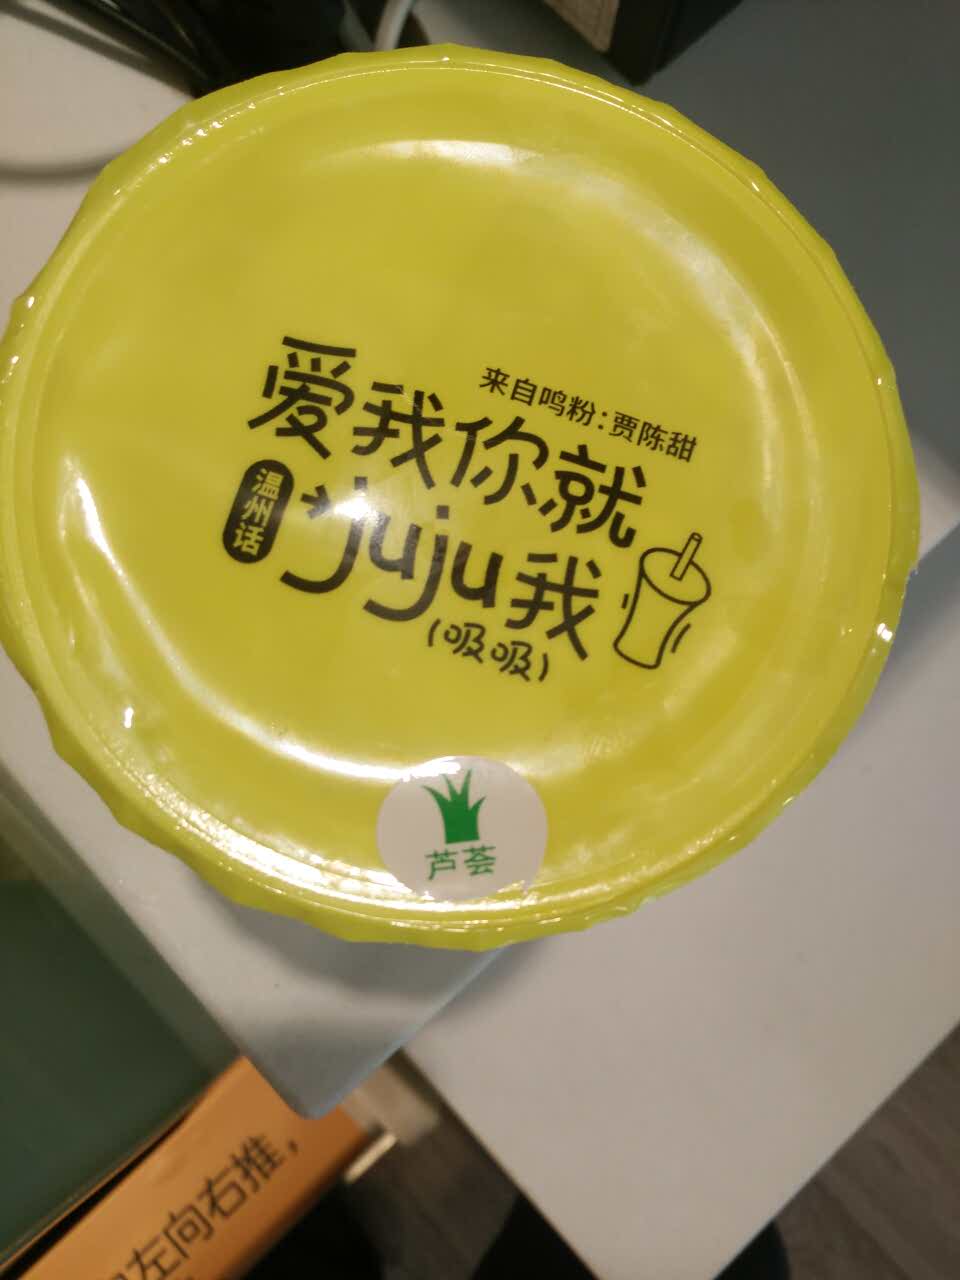 来自鸣粉：贾陈甜
爱我你就
温州话
juju我
(吸吸)
芦荟
左向右推，